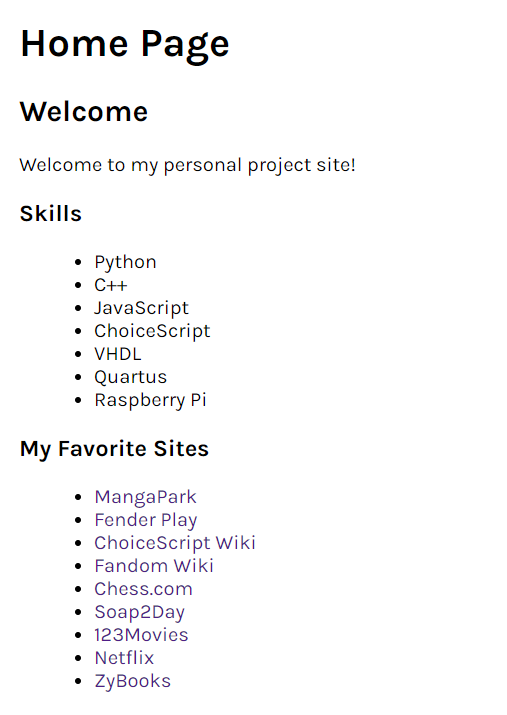 Home Page
Welcome
Welcome to my personal project site!
Skills
Python
C++
JavaScript
ChoiceScript
VHDL
Quartus
Raspberry Pi
My Favorite Sites
MangaPark
Fender Play
ChoiceScript Wiki
Fandom Wiki
Chess.com
Soap2Day
123Movies
Netflix
ZyBooks